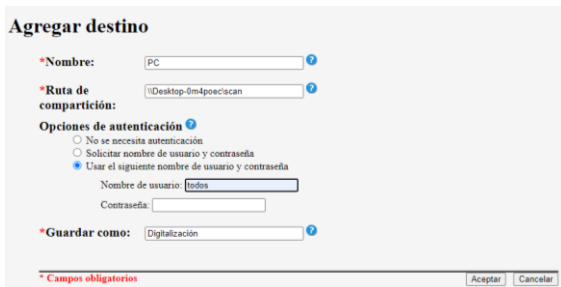 Agregar destino
*Nombre: PC
*Ruta de compartición: \\Desktop-0m4poec\scan
Opciones de autenticación
No se necesita autenticación
Solicitar nombre de usuario y contraseña
Usar el siguiente nombre de usuario y contraseña
Nombre de usuario: todos
Contraseña:
*Guardar como: Digitalización
* Campos obligatorios
Aceptar Cancelar